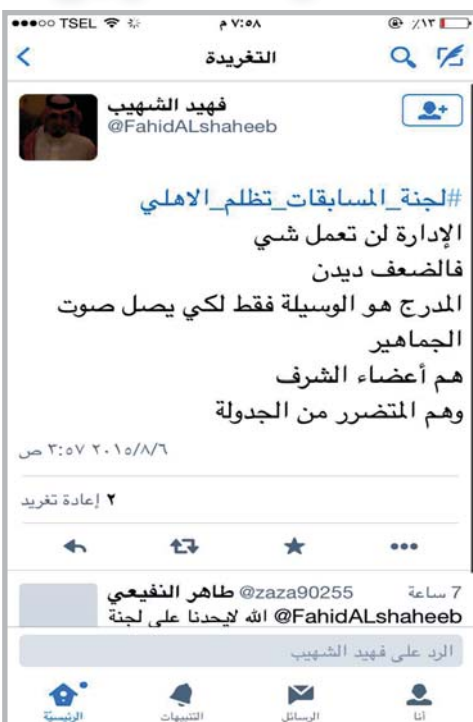 TSEL ٧:٥٨ م ٪١٣
التغريدة
فهيد الشهيب
@FahidALshaheeb
#لجنة_المسابقات_تظلم_الاهلي
الإدارة لن تعمل شي
فالضعف ديدن
المدرج هو الوسيلة فقط لكي يصل صوت
الجماهير
هم أعضاء الشرف
وهم المتضرر من الجدولة
٢٠١٥/٨/٦ ٣:٥٧ ص
٢ إعادة تغريد
طاهر النفيعي @zaza90255 7 ساعة
@FahidALshaheeb الله لايحدنا على لجنة
الرد على فهيد الشهيب
الرئيسية التنبيهات الرسائل أنا